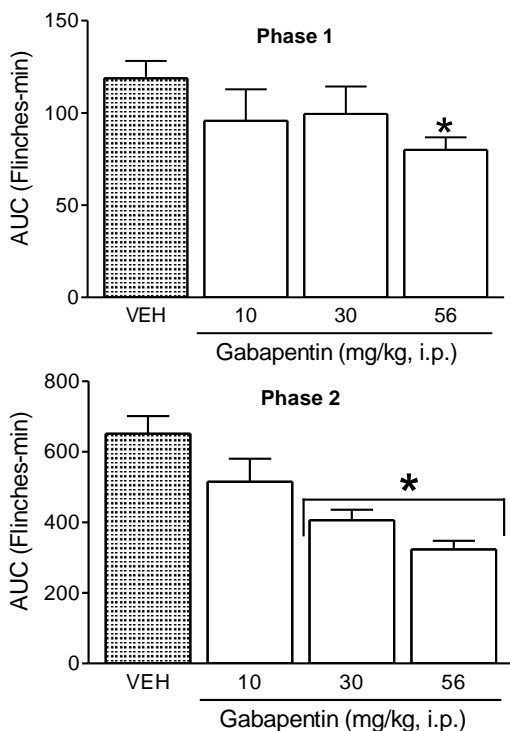 Phase 1
150
100
50
0
AUC (Flinches-min)
*
VEH 10 30 56
Gabapentin (mg/kg, i.p.)
Phase 2
800
600
400
200
0
AUC (Flinches-min)
*
VEH 10 30 56
Gabapentin (mg/kg, i.p.)